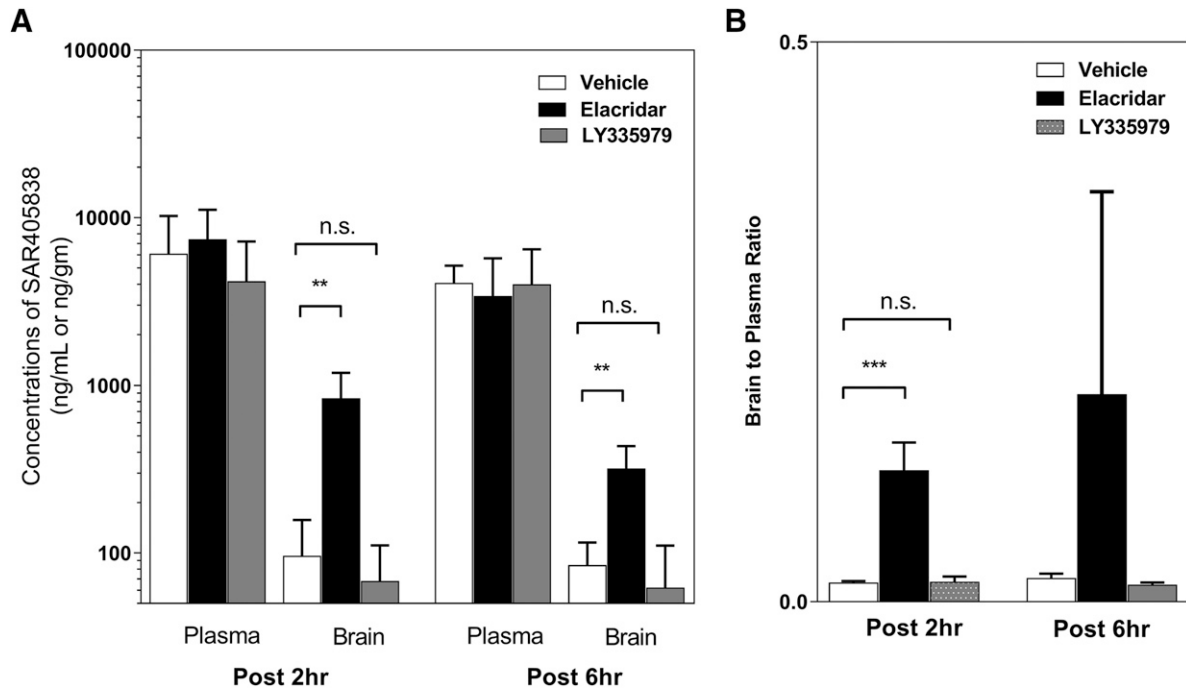 A
Concentrations of SAR405838
(ng/mL or ng/gm)
100000
10000
1000
100
Vehicle
Elacridar
LY335979
n.s.
**
n.s.
**
Plasma
Brain
Plasma
Brain
Post 2hr
Post 6hr
B
Brain to Plasma Ratio
0.5
0.0
Vehicle
Elacridar
LY335979
n.s.
***
Post 2hr
Post 6hr